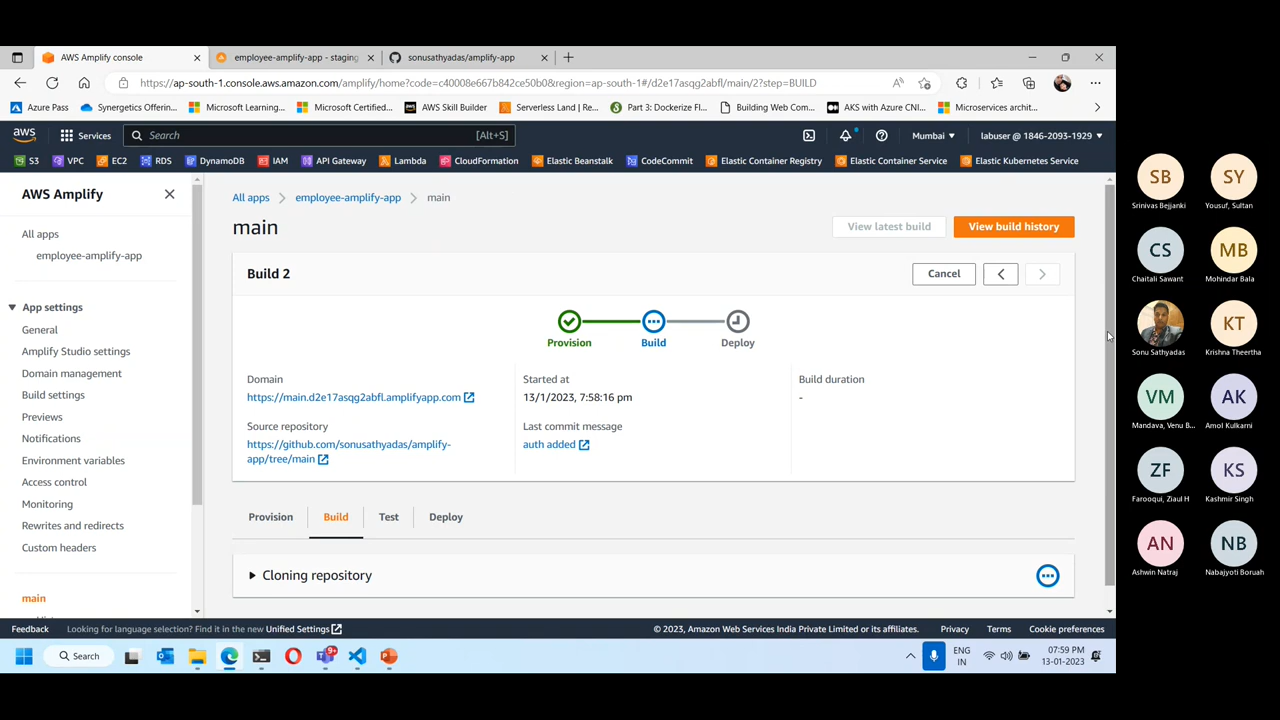 AWS Amplify console
employee-amplify-app - staging
sonusathyadas/amplify-app
https://ap-south-1.console.aws.amazon.com/amplify/home?code=c40008e667b842ce50b0&region=ap-south-1#/d2e17asqg2abfl/main/2?step=BUILD
Azure Pass
Synergetics Offering...
Microsoft Learning...
Microsoft Certified...
AWS Skill Builder
Serverless Land | Re...
Part 3: Dockerize Fl...
Building Web Com...
AKS with Azure CNI...
Microservices archit...
aws
Services
Search
[Alt+S]
Mumbai
labuser @ 1846-2093-1929
S3
VPC
EC2
RDS
DynamoDB
IAM
API Gateway
Lambda
CloudFormation
Elastic Beanstalk
CodeCommit
Elastic Container Registry
Elastic Container Service
Elastic Kubernetes Service
AWS Amplify
All apps
employee-amplify-app
App settings
General
Amplify Studio settings
Domain management
Build settings
Previews
Notifications
Environment variables
Access control
Monitoring
Rewrites and redirects
Custom headers
main
All apps
employee-amplify-app
main
main
View latest build
View build history
Build 2
Cancel
Provision
Build
Deploy
Domain
https://main.d2e17asqg2abfl.amplifyapp.com
Source repository
https://github.com/sonusathyadas/amplify-
app/tree/main
Started at
13/1/2023, 7:58:16 pm
Last commit message
auth added
Build duration
-
Provision
Build
Test
Deploy
Cloning repository
Feedback
Looking for language selection? Find it in the new Unified Settings
© 2023, Amazon Web Services India Private Limited or its affiliates.
Privacy
Terms
Cookie preferences
Search
9+
ENG
IN
07:59 PM
13-01-2023
SB
Srinivas Bejjanki
SY
Yousuf, Sultan
CS
Chaitali Sawant
MB
Mohindar Bala
Sonu Sathyadas
KT
Krishna Theertha
VM
Mandava, Venu B...
AK
Amol Kulkarni
ZF
Farooqui, Ziaul H
KS
Kashmir Singh
AN
Ashwin Natraj
NB
Nabajyoti Boruah